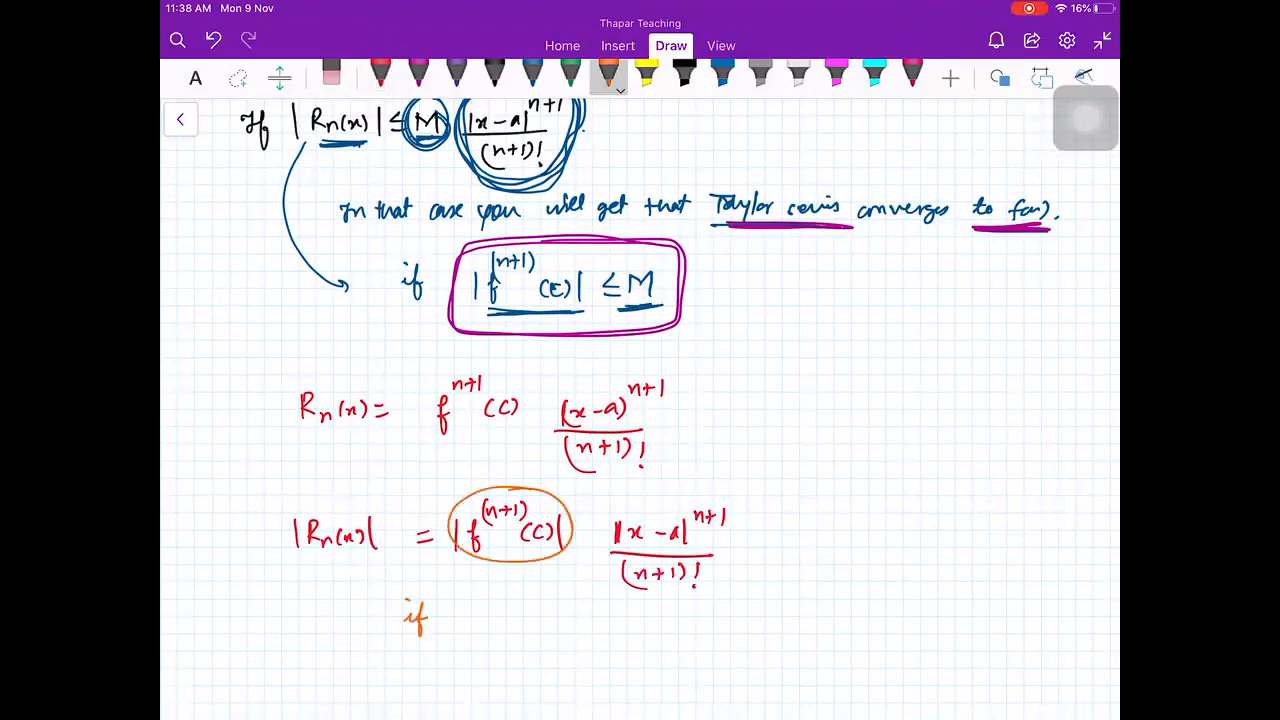 11:38 AM Mon 9 Nov
16%
Thapar Teaching
Home Insert Draw View
A
If |Rn(x)| ≤ M |x-a|^{n+1} / (n+1)! .
In that case you will get that Taylor series converges to f(x).
if |f^{(n+1)}(t)| ≤ M
Rn(x) = f^{n+1}(c) (x-a)^{n+1} / (n+1)!
|Rn(x)| = |f^{(n+1)}(c)| |x-a|^{n+1} / (n+1)!
if